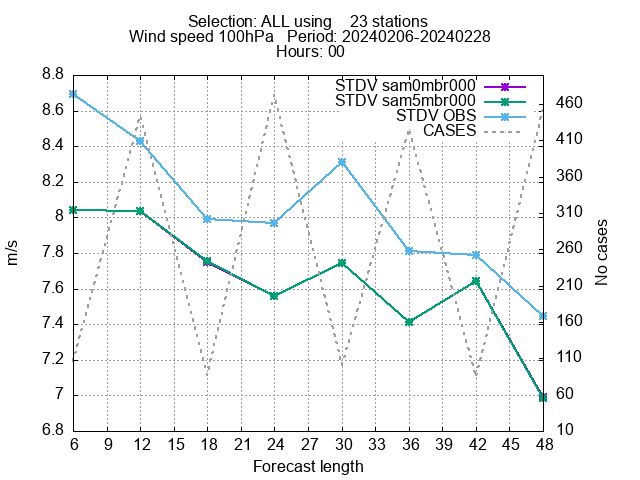 Selection: ALL using    23 stations
Wind speed 100hPa   Period: 20240206-20240228
Hours: 00
STDV sam0mbr000
STDV sam5mbr000
STDV OBS
CASES
8.8
8.6
8.4
8.2
8
7.8
7.6
7.4
7.2
7
6.8
m/s
460
410
360
310
260
210
160
110
60
10
No cases
6 12 18 21 24 27 30 33 36 39 42 45 48
Forecast length